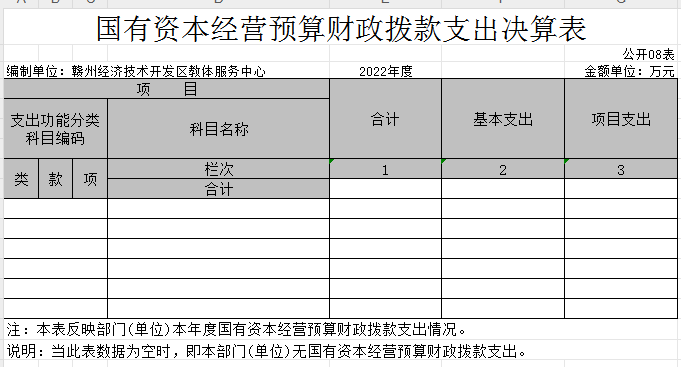 国有资本经营预算财政拨款支出决算表
公开08表
编制单位：赣州经济技术开发区教体服务中心 2022年度 金额单位：万元
项 目 合计 基本支出 项目支出
支出功能分类科目编码 科目名称
类 款 项 栏次 1 2 3
合计
注：本表反映部门(单位)本年度国有资本经营预算财政拨款支出情况。
说明：当此表数据为空时，即本部门(单位)无国有资本经营预算财政拨款支出。